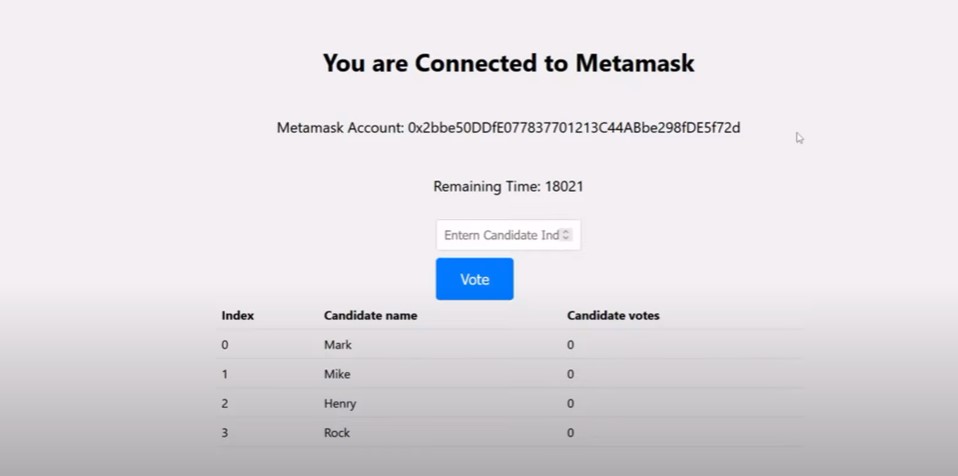 You are Connected to Metamask
Metamask Account: 0x2bbe50DDfE077837701213C44ABbe298fDE5f72d
Remaining Time: 18021
Entern Candidate Ind
Vote
Index Candidate name Candidate votes
0 Mark 0
1 Mike 0
2 Henry 0
3 Rock 0